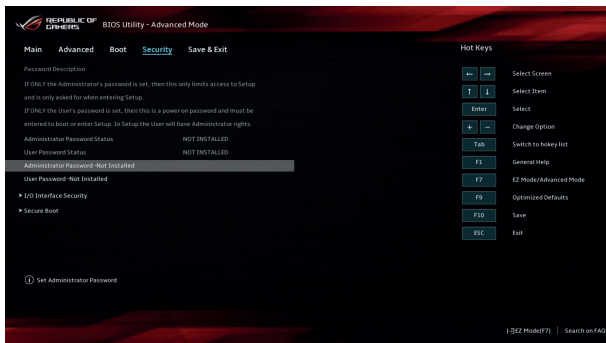 REPUBLIC OF
GAMERS
BIOS Utility - Advanced Mode
Main Advanced Boot Security Save & Exit
Password Description
If ONLY the Administrator's password is set, then this only limits access to Setup
and is only asked for when entering Setup.
If ONLY the User's password is set, then this is a power on password and must be
entered to boot or enter Setup. In Setup the User will have Administrator rights.
Administrator Password Status NOT INSTALLED
User Password Status NOT INSTALLED
Administrator Password -Not Installed
User Password -Not Installed
> I/O Interface Security
> Secure Boot
i Set Administrator Password
Hot Keys
← → Select Screen
↑ ↓ Select Item
Enter Select
+ - Change Option
Tab Switch to hokey list
F1 General Help
F7 EZ Mode/Advanced Mode
F9 Optimized Defaults
F10 Save
ESC Exit
EZ Mode(F7) | Search on FAQ